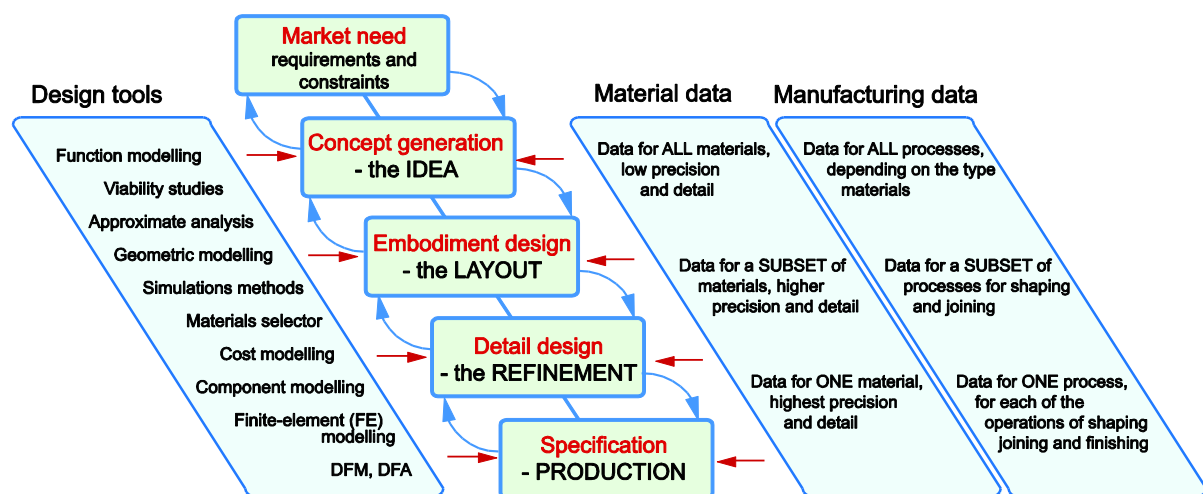 Market need
requirements and
constraints
Design tools
Material data
Manufacturing data
Function modelling
Viability studies
Approximate analysis
Geometric modelling
Simulations methods
Materials selector
Cost modelling
Component modelling
Finite-element (FE)
modelling
DFM, DFA
Concept generation
- the IDEA
Embodiment design
- the LAYOUT
Detail design
- the REFINEMENT
Specification
- PRODUCTION
Data for ALL materials,
low precision
and detail
Data for a SUBSET of
materials, higher
precision and detail
Data for ONE material,
highest precision
and detail
Data for ALL processes,
depending on the type
materials
Data for a SUBSET of
processes for shaping
and joining
Data for ONE process,
for each of the
operations of shaping
joining and finishing